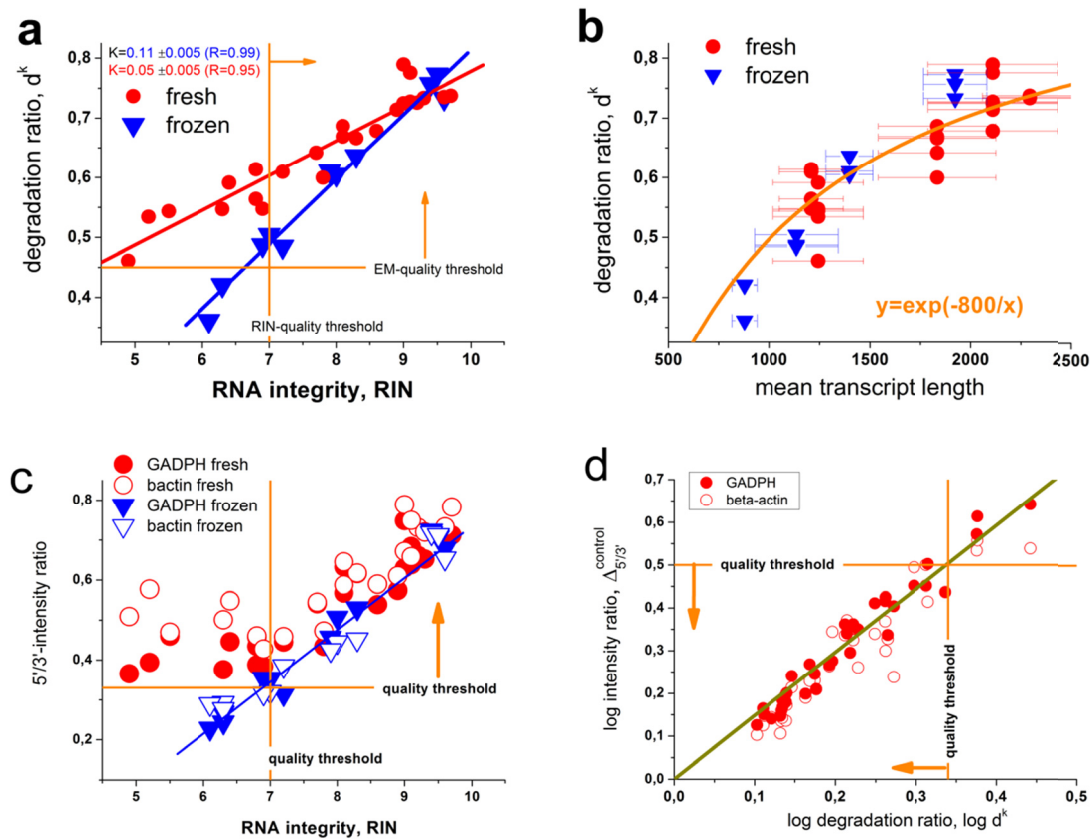 a
K=0.11 ±0.005 (R=0.99)
K=0.05 ±0.005 (R=0.95)
fresh
frozen
degradation ratio, d^k
0,8
0,7
0,6
0,5
0,4
EM-quality threshold
RIN-quality threshold
5 6 7 8 9 10
RNA integrity, RIN
b
fresh
frozen
degradation ratio, d^k
0,8
0,7
0,6
0,5
0,4
y=exp(-800/x)
500 1000 1500 2000 2500
mean transcript length
c
GADPH fresh
bactin fresh
GADPH frozen
bactin frozen
5'/3'-intensity ratio
0,8
0,6
0,4
0,2
quality threshold
quality threshold
5 6 7 8 9 10
RNA integrity, RIN
d
GADPH
beta-actin
log intensity ratio, Δ^control_5'/3'
0,7
0,6
0,5
0,4
0,3
0,2
0,1
0,0
quality threshold
quality threshold
0,0 0,1 0,2 0,3 0,4 0,5
log degradation ratio, log d^k